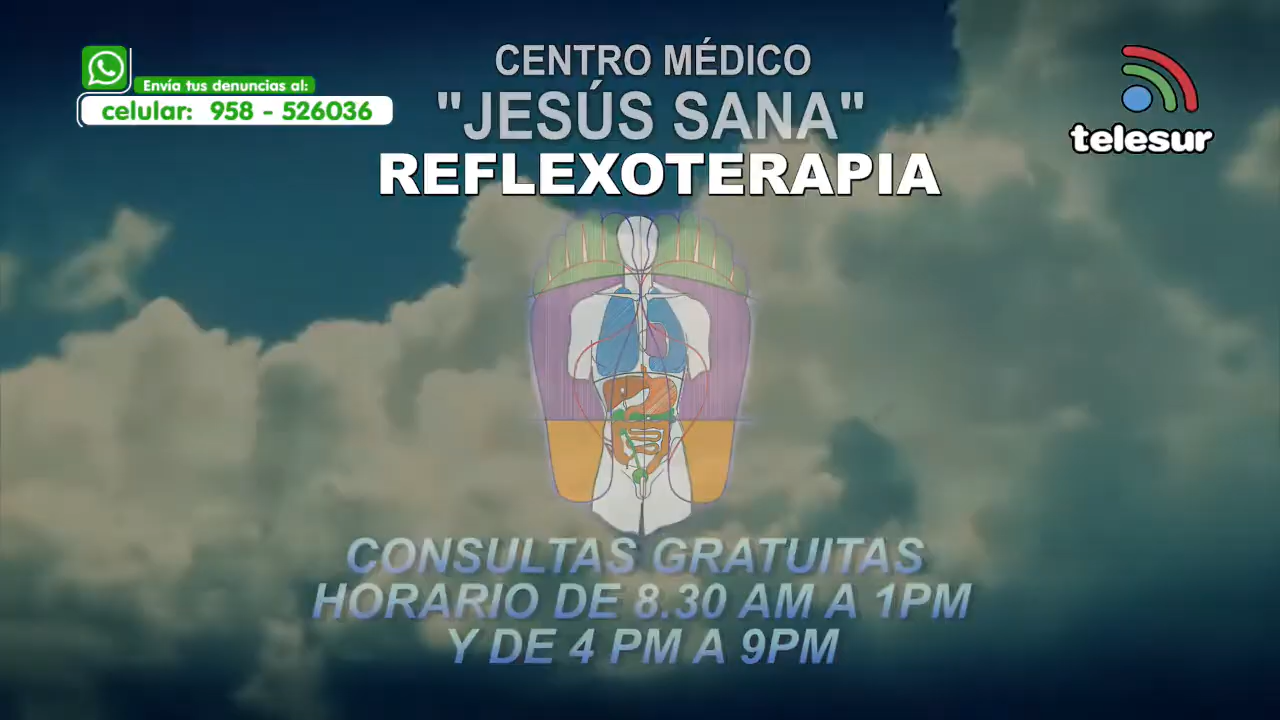 CENTRO MÉDICO
"JESÚS SANA"
REFLEXOTERAPIA
Envía tus denuncias al:
celular: 958 - 526036
telesur
CONSULTAS GRATUITAS
HORARIO DE 8.30 AM A 1PM
Y DE 4 PM A 9PM